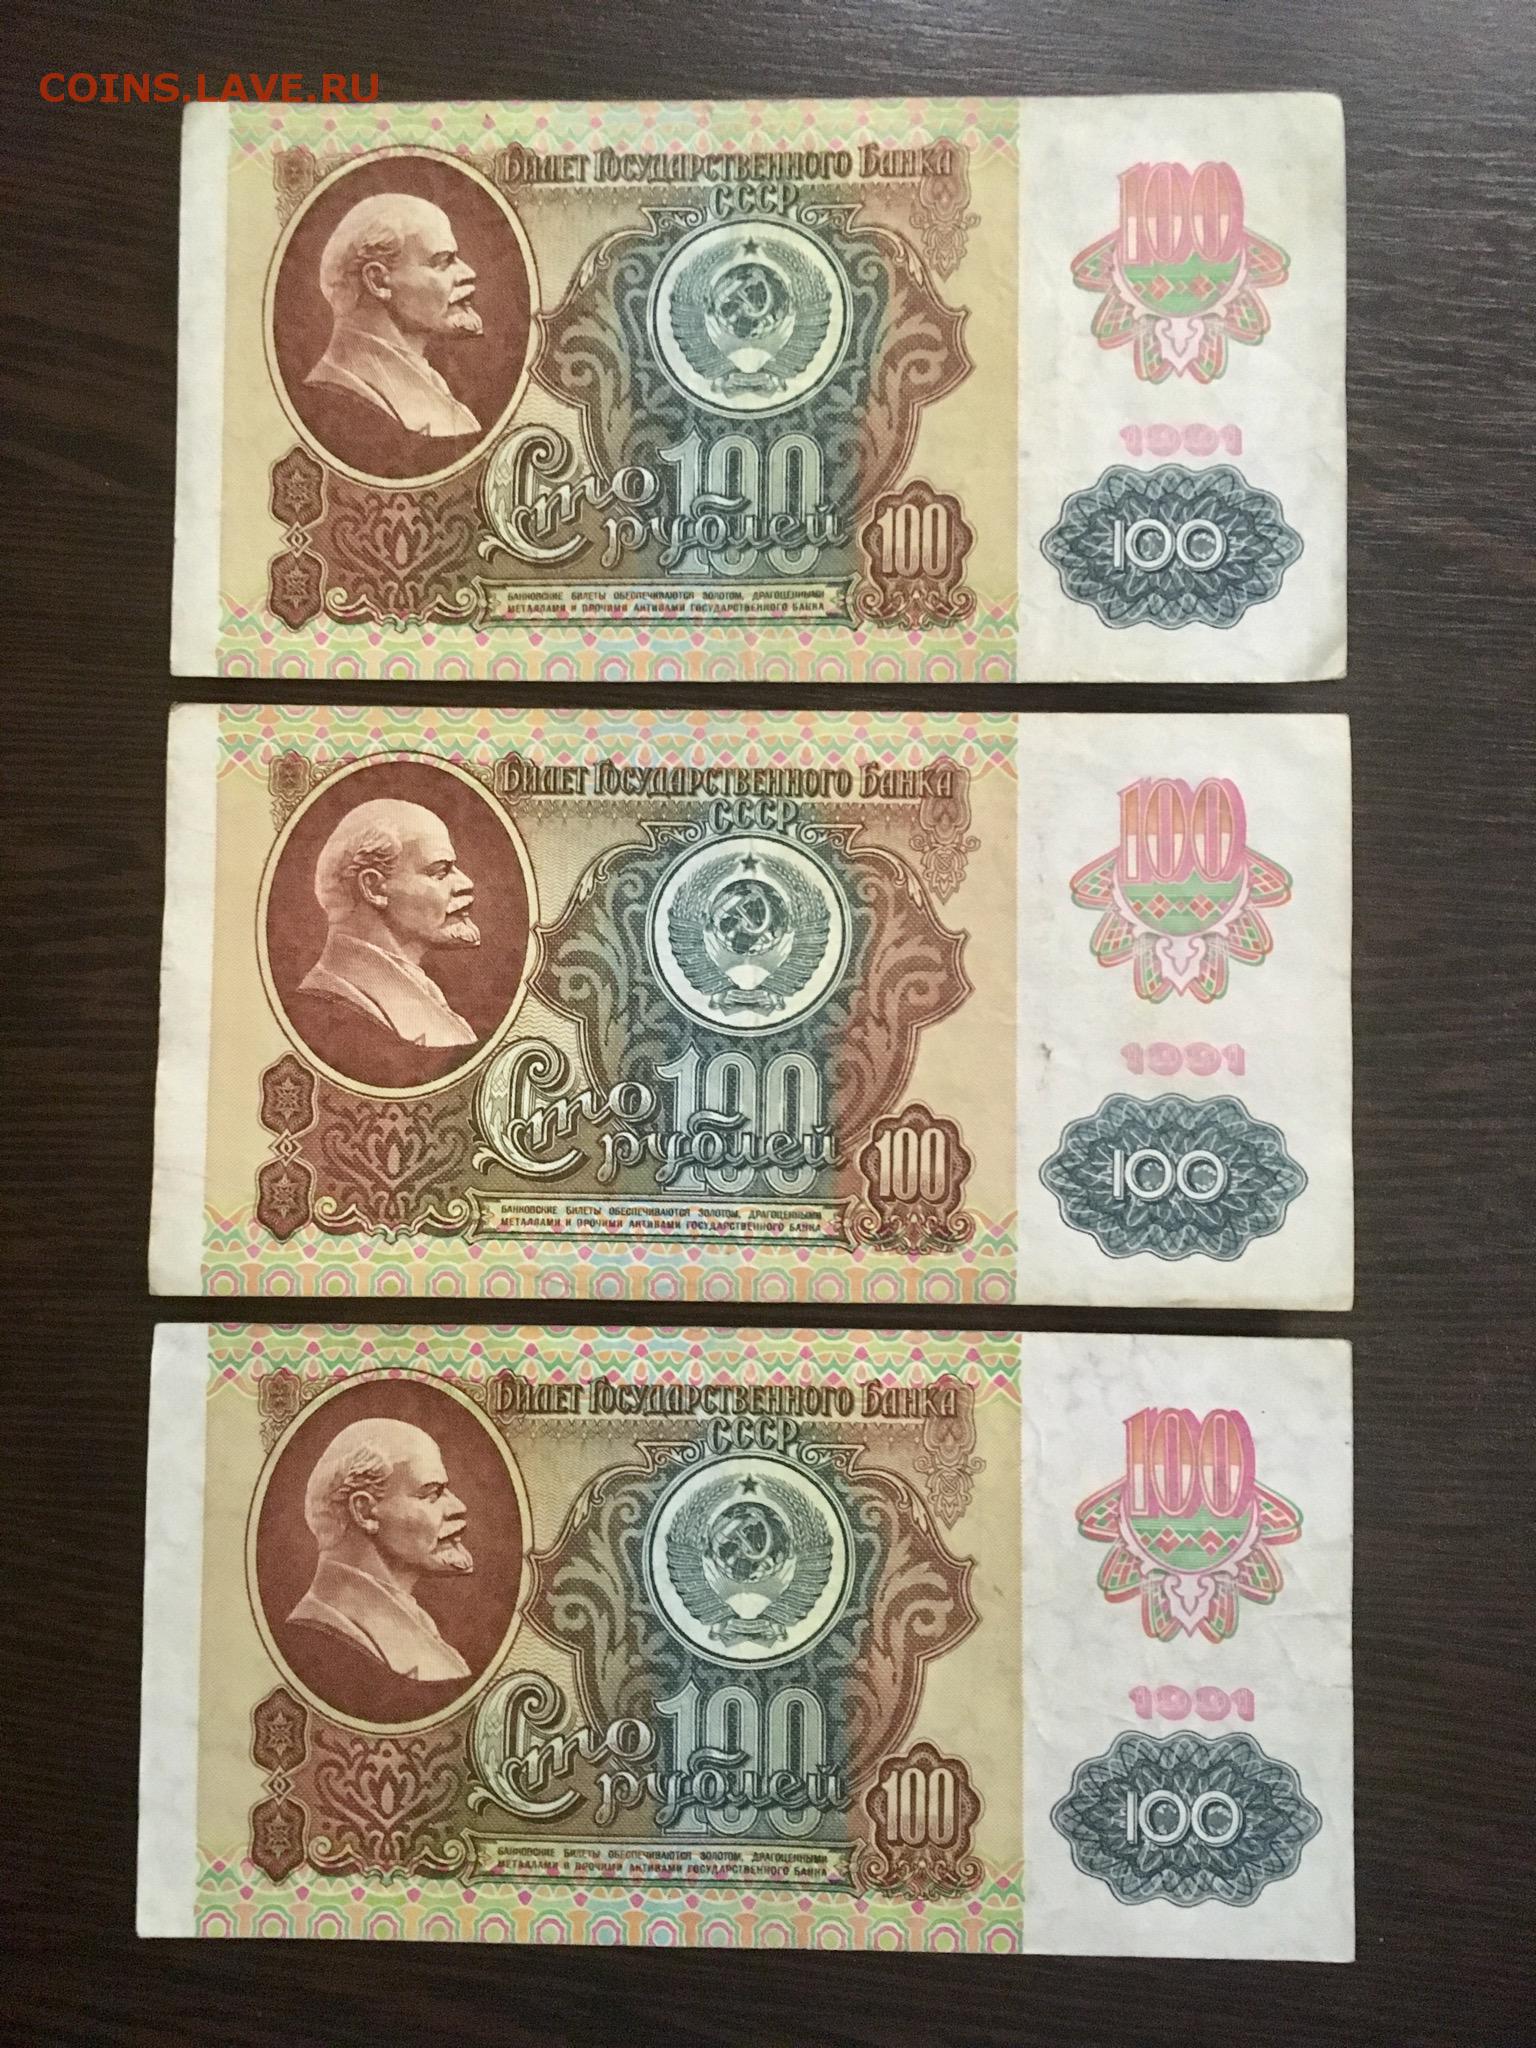 COINS.LAVE.RU
Билет Государственного Банка
СССР
100
1991
100
Сто
рублей
100
100
Банковские билеты обеспечиваются золотом, драгоценными
металлами и прочими активами Государственного банка
Билет Государственного Банка
СССР
100
1991
100
Сто
рублей
100
100
Банковские билеты обеспечиваются золотом, драгоценными
металлами и прочими активами Государственного банка
Билет Государственного Банка
СССР
100
1991
100
Сто
рублей
100
100
Банковские билеты обеспечиваются золотом, драгоценными
металлами и прочими активами Государственного банка